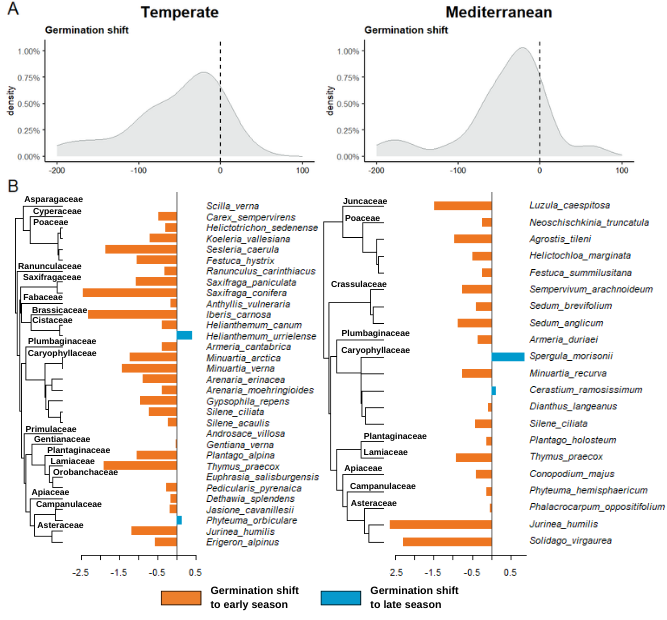 A
Temperate
Mediterranean
Germination shift
Germination shift
density
1.00%
0.75%
0.50%
0.25%
0.00%
-200
-100
0
100
density
1.00%
0.75%
0.50%
0.25%
0.00%
-200
-100
0
100
B
Asparagaceae
Cyperaceae
Poaceae
Ranunculaceae
Saxifragaceae
Fabaceae
Brassicaceae
Cistaceae
Plumbaginaceae
Caryophyllaceae
Primulaceae
Gentianaceae
Plantaginaceae
Lamiaceae
Orobanchaceae
Apiaceae
Campanulaceae
Asteraceae
Scilla_verna
Carex_sempervirens
Helictotrichon_sedenense
Koeleria_vallesiana
Sesleria_caerula
Festuca_hystrix
Ranunculus_carinthiacus
Saxifraga_paniculata
Saxifraga_conifera
Anthyllis_vulneraria
Iberis_carnosa
Helianthemum_canum
Helianthemum_urrielense
Armeria_cantabrica
Minuartia_arctica
Minuartia_verna
Arenaria_erinacea
Arenaria_moehringioides
Gypsophila_repens
Silene_ciliata
Silene_acaulis
Androsace_villosa
Gentiana_verna
Plantago_alpina
Thymus_praecox
Euphrasia_salisburgensis
Pedicularis_pyrenaica
Dethawia_splendens
Jasione_cavanillesii
Phyteuma_orbiculare
Jurinea_humilis
Erigeron_alpinus
-2.5
-1.5
-0.5
0
0.5
Juncaceae
Poaceae
Crassulaceae
Plumbaginaceae
Caryophyllaceae
Plantaginaceae
Lamiaceae
Apiaceae
Campanulaceae
Asteraceae
Luzula_caespitosa
Neoschischkinia_truncatula
Agrostis_tileni
Helictochloa_marginata
Festuca_summilusitana
Sempervivum_arachnoideum
Sedum_brevifolium
Sedum_anglicum
Armeria_duriaei
Spergula_morisonii
Minuartia_recurva
Cerastium_ramosissimum
Dianthus_langeanus
Silene_ciliata
Plantago_holosteum
Thymus_praecox
Conopodium_majus
Phyteuma_hemisphaericum
Phalacrocarpum_oppositifolium
Jurinea_humilis
Solidago_virgaurea
2.5
-1.5
-0.5
0
0.5
Germination shift
to early season
Germination shift
to late season